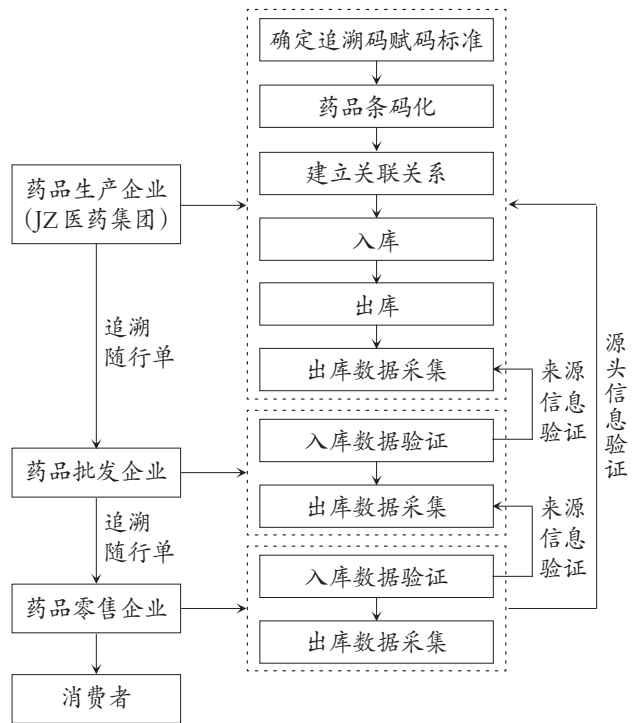 确定追溯码赋码标准
药品条码化
建立关联关系
入库
出库
出库数据采集
药品生产企业
(JZ医药集团)
追溯
随行单
来源
信息
验证
源头信息验证
药品批发企业
入库数据验证
出库数据采集
追溯
随行单
来源
信息
验证
药品零售企业
入库数据验证
出库数据采集
消费者